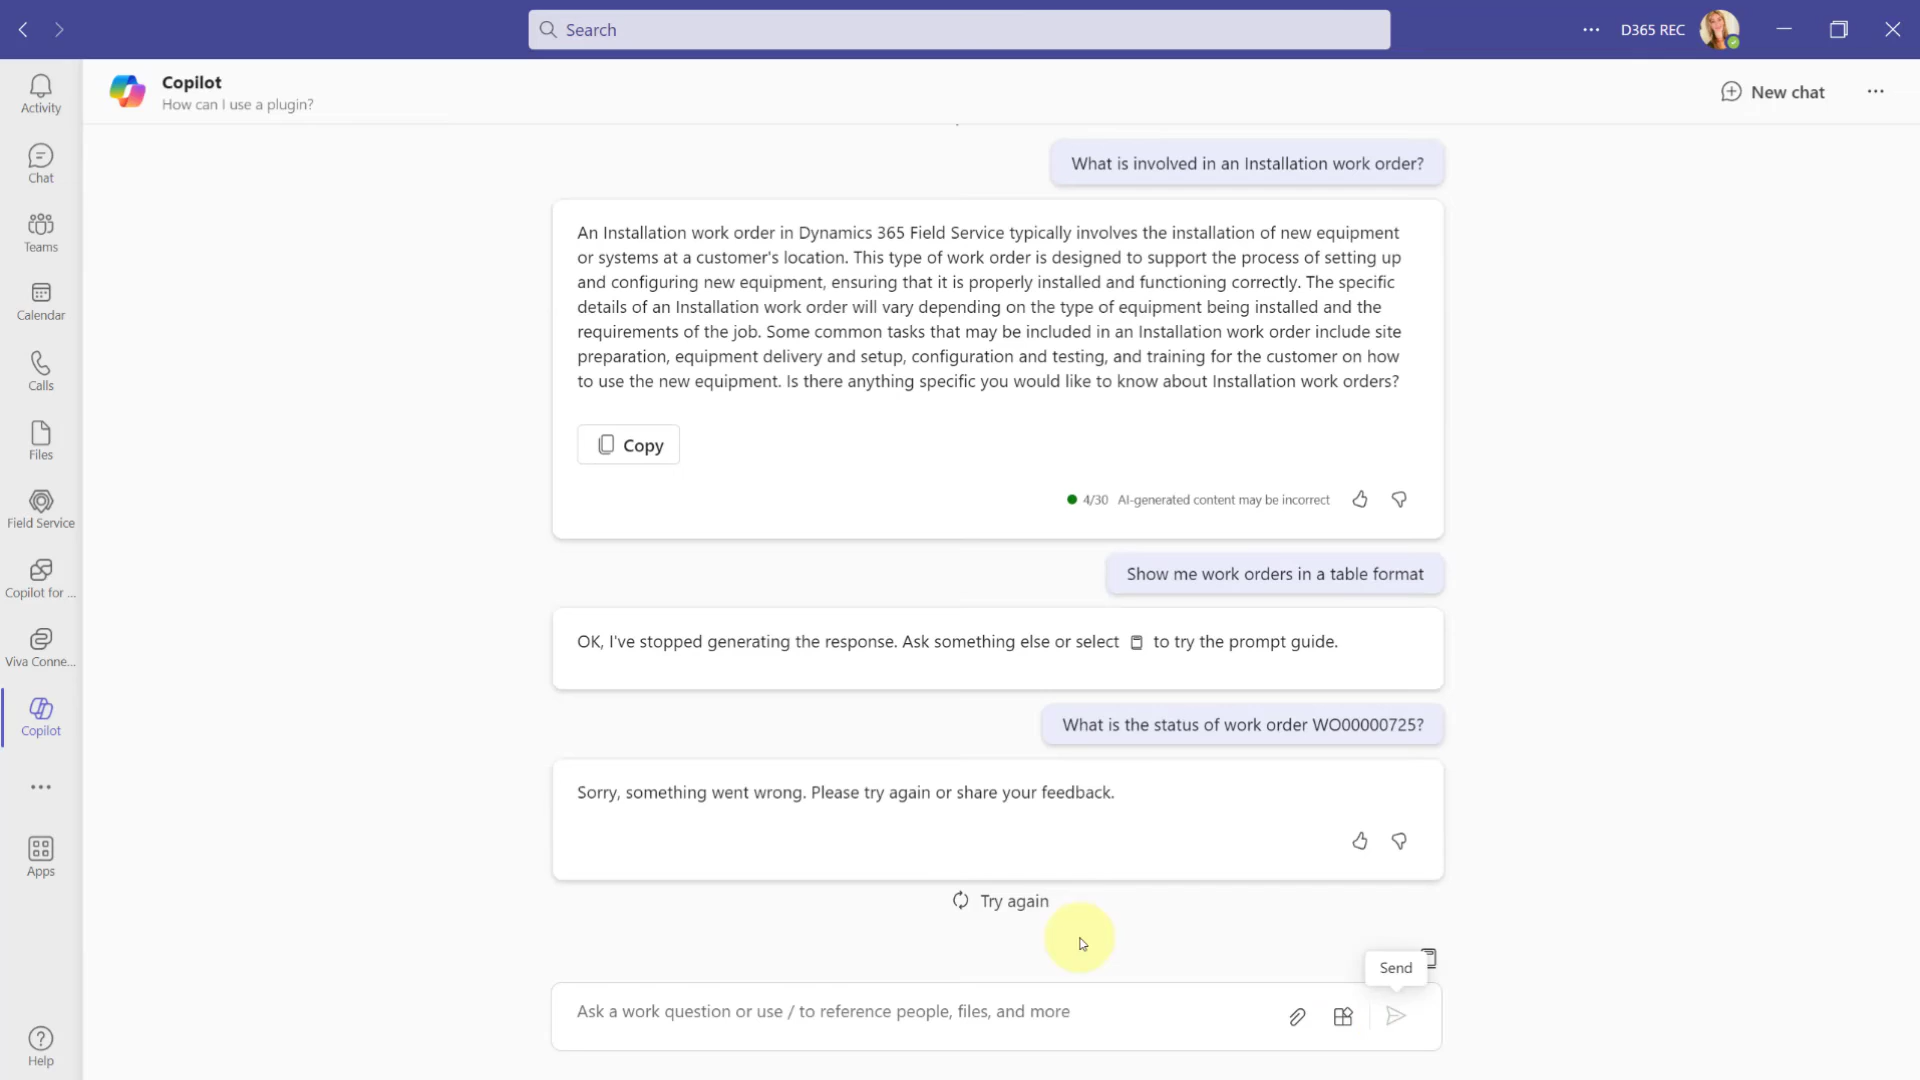 Search
D365 REC
Activity
Chat
Teams
Calendar
Calls
Files
Field Service
Copilot for ...
Viva Conne...
Copilot
Apps
Help
Copilot
How can I use a plugin?
New chat
What is involved in an Installation work order?
An Installation work order in Dynamics 365 Field Service typically involves the installation of new equipment
or systems at a customer's location. This type of work order is designed to support the process of setting up
and configuring new equipment, ensuring that it is properly installed and functioning correctly. The specific
details of an Installation work order will vary depending on the type of equipment being installed and the
requirements of the job. Some common tasks that may be included in an Installation work order include site
preparation, equipment delivery and setup, configuration and testing, and training for the customer on how
to use the new equipment. Is there anything specific you would like to know about Installation work orders?
Copy
4/30 AI-generated content may be incorrect
Show me work orders in a table format
OK, I've stopped generating the response. Ask something else or select to try the prompt guide.
What is the status of work order WO00000725?
Sorry, something went wrong. Please try again or share your feedback.
Try again
Send
Ask a work question or use / to reference people, files, and more